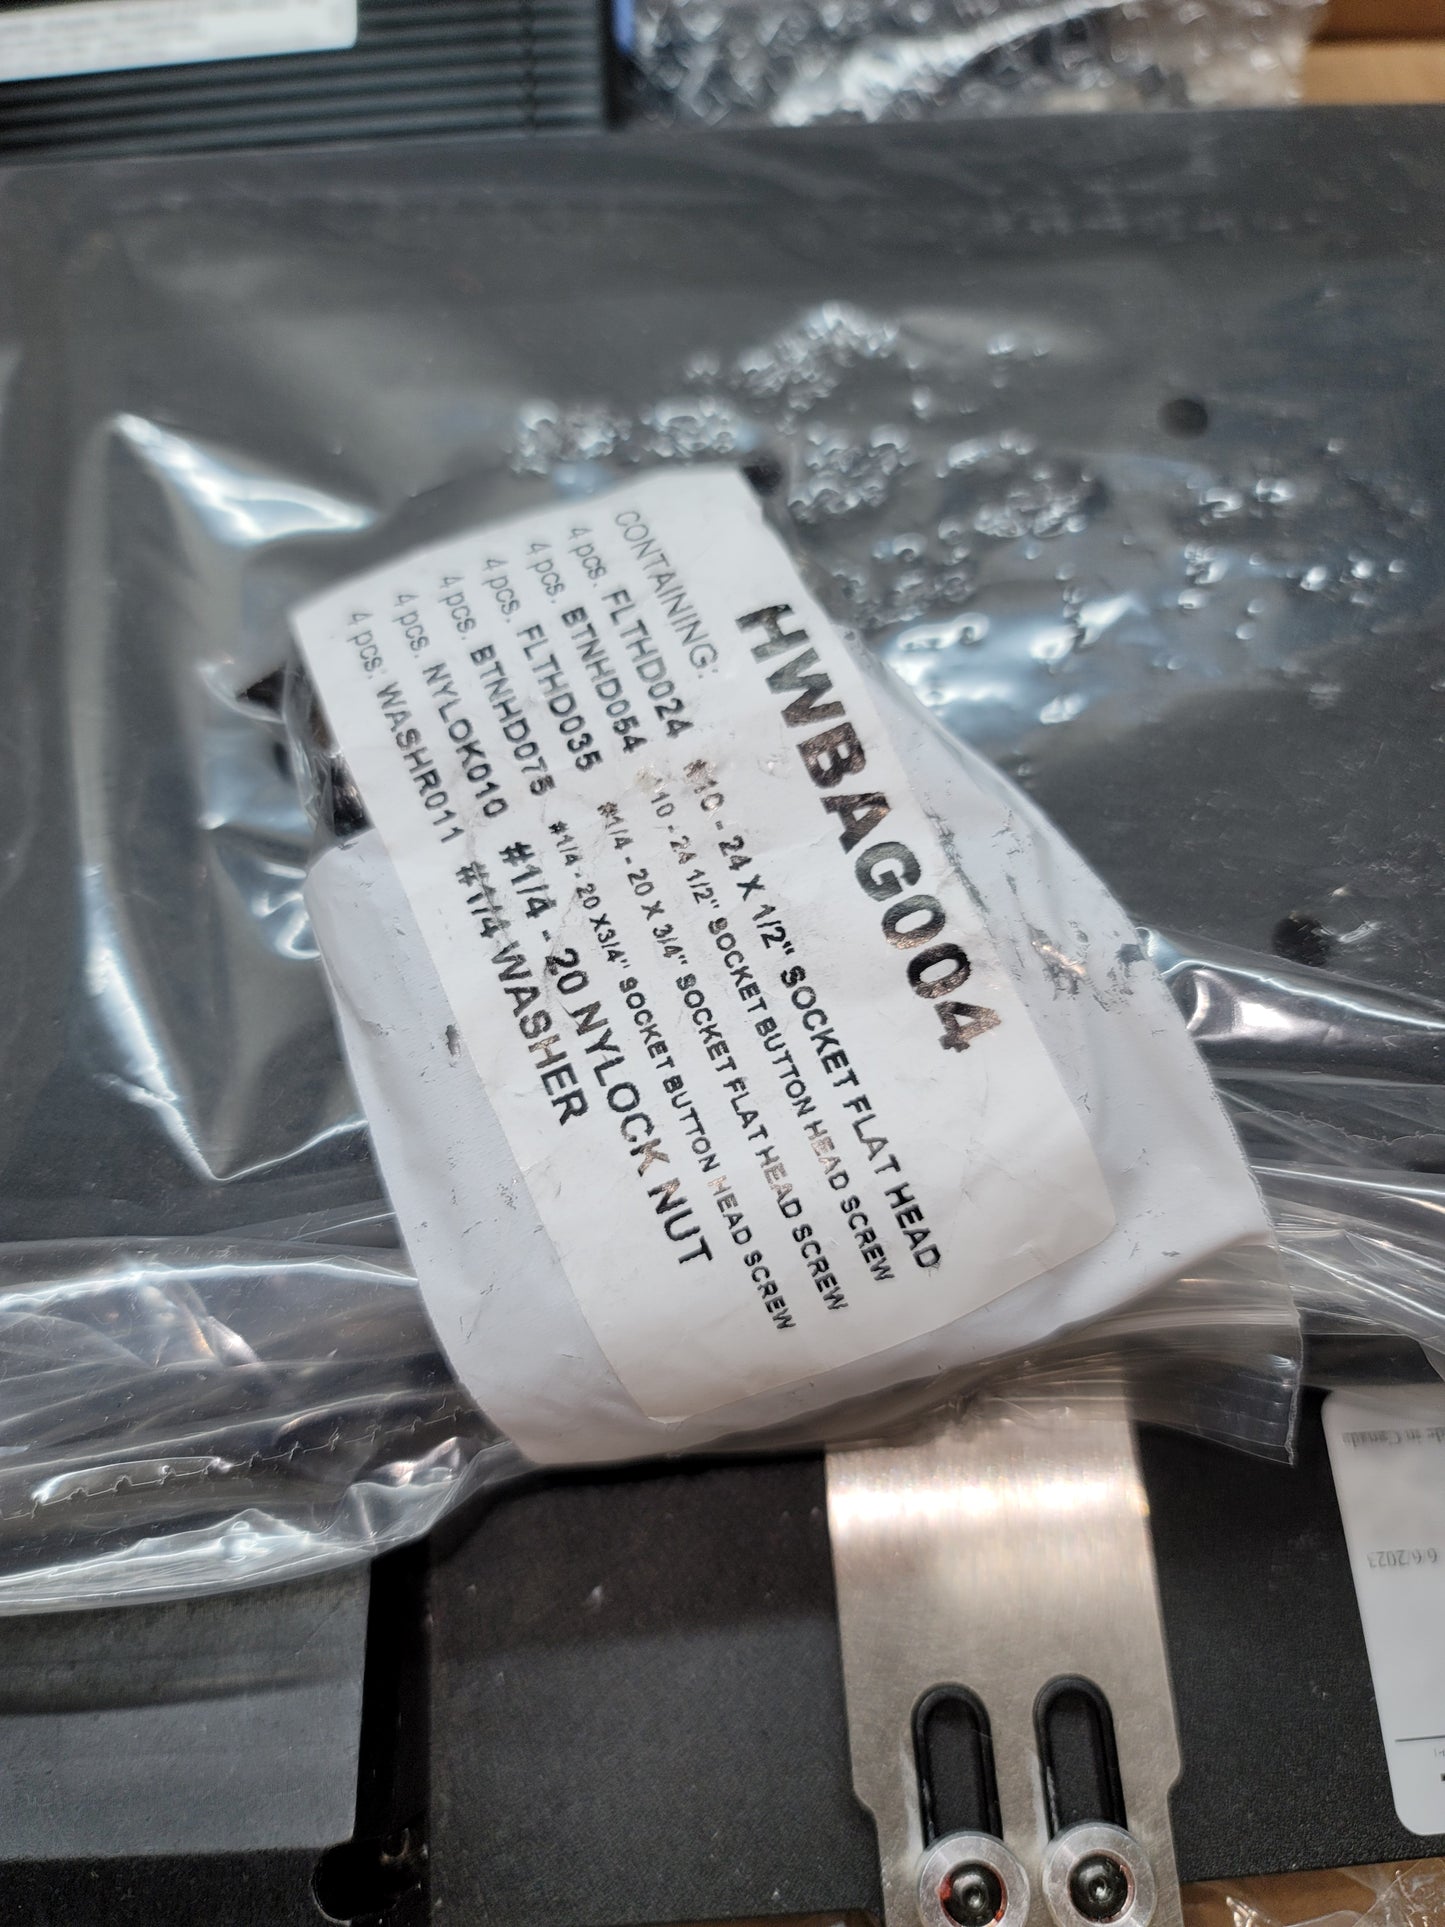 HWBAG004
CONTAINING:
4 pcs. FLTHD024 #10 - 24 X 1/2" SOCKET FLAT HEAD
4 pcs. BTNHD054 #10 - 24 1/2" SOCKET BUTTON HEAD SCREW
4 pcs. FLTHD035 #1/4 - 20 X 3/4" SOCKET FLAT HEAD SCREW
4 pcs. BTNHD075 #1/4 - 20 X3/4" SOCKET BUTTON HEAD SCREW
4 pcs. NYLOK010 #1/4 - 20 NYLOCK NUT
4 pcs. WASHR011 #1/4 WASHER
in Canada
6/6/2023